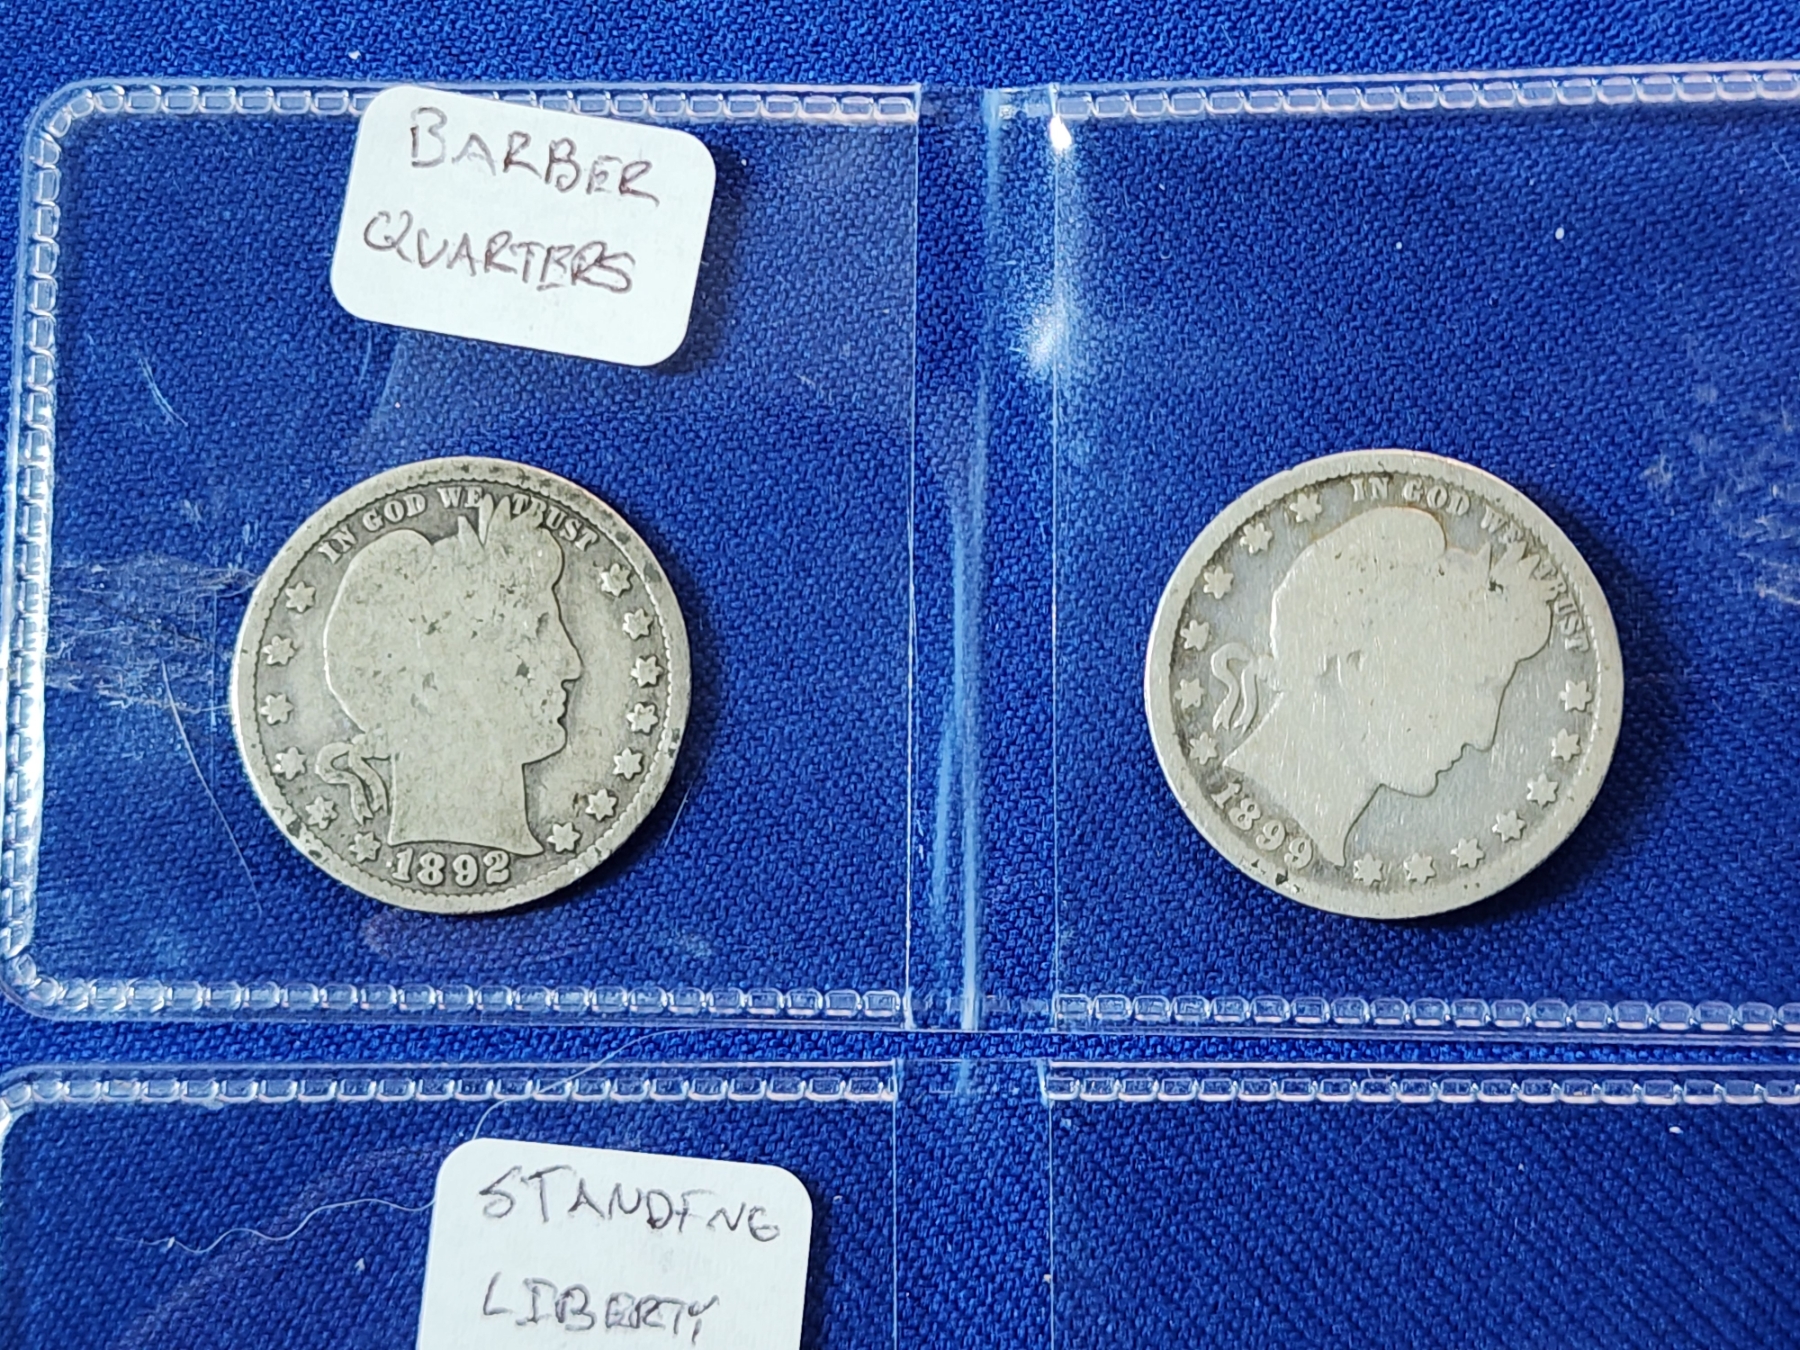 BARBER
QUARTERS
IN GOD WE TRUST
1892
IN GOD WE TRUST
1899
STANDING
LIBERTY